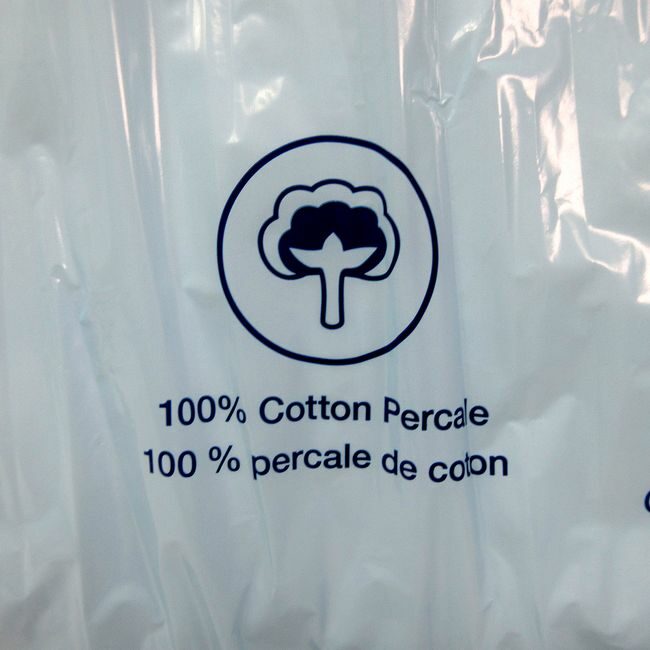 100% Cotton Percale
100 % percale de coton